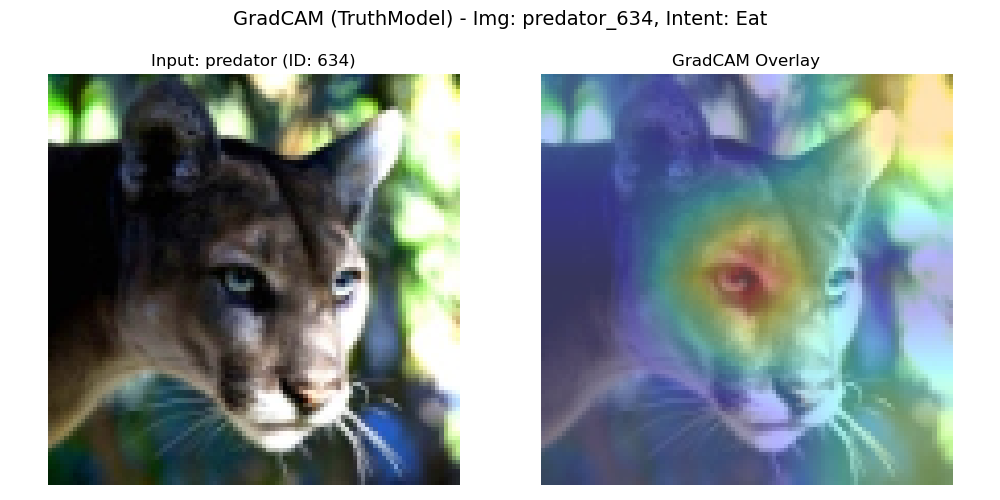 GradCAM (TruthModel) - Img: predator_634, Intent: Eat
Input: predator (ID: 634)
GradCAM Overlay